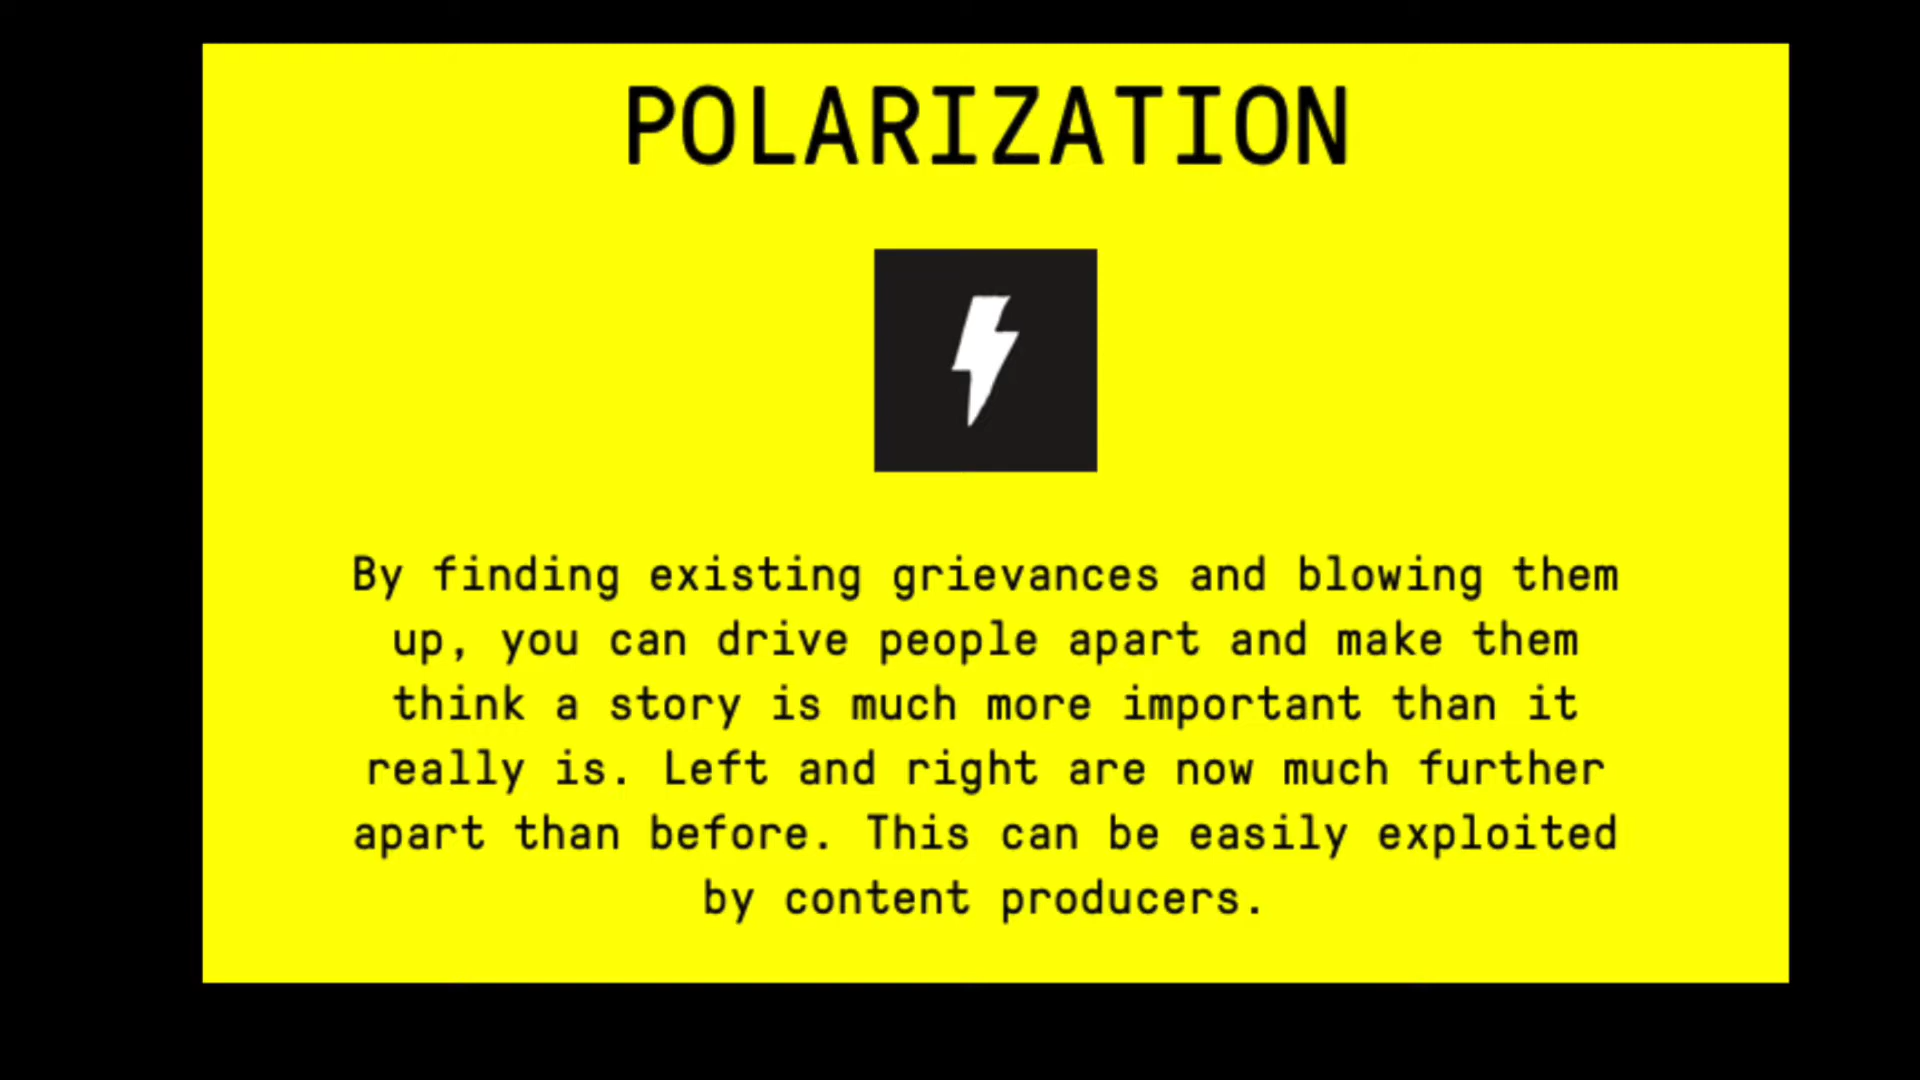 POLARIZATION
By finding existing grievances and blowing them
up, you can drive people apart and make them
think a story is much more important than it
really is. Left and right are now much further
apart than before. This can be easily exploited
by content producers.